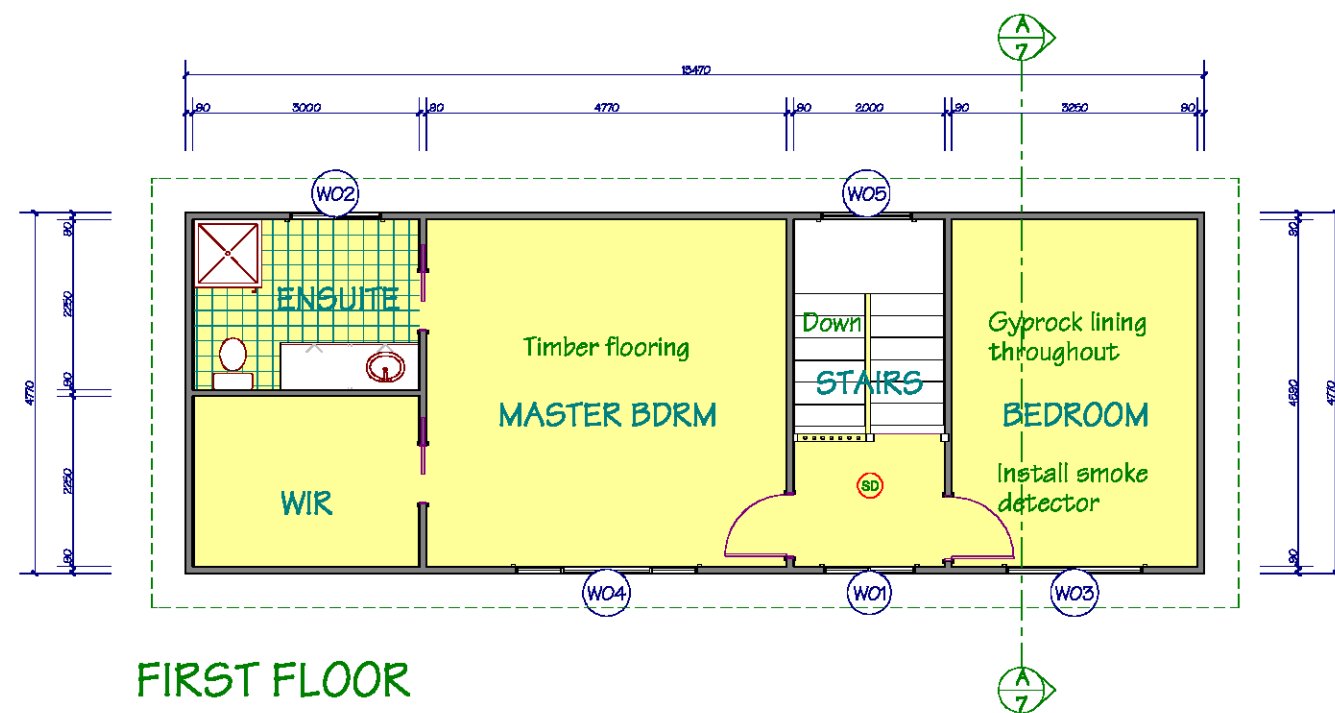 A
7
13470
90 3000 90 4770 90 2000 90 3250 90
W02 W05
90
2250
90
2250
90
4770
ENSUITE
Timber flooring
MASTER BDRM
WIR
Down
STAIRS
SD
Gyprock lining
throughout
BEDROOM
Install smoke
detector
90
4590
90
4770
W04 W01 W03
FIRST FLOOR
A
7